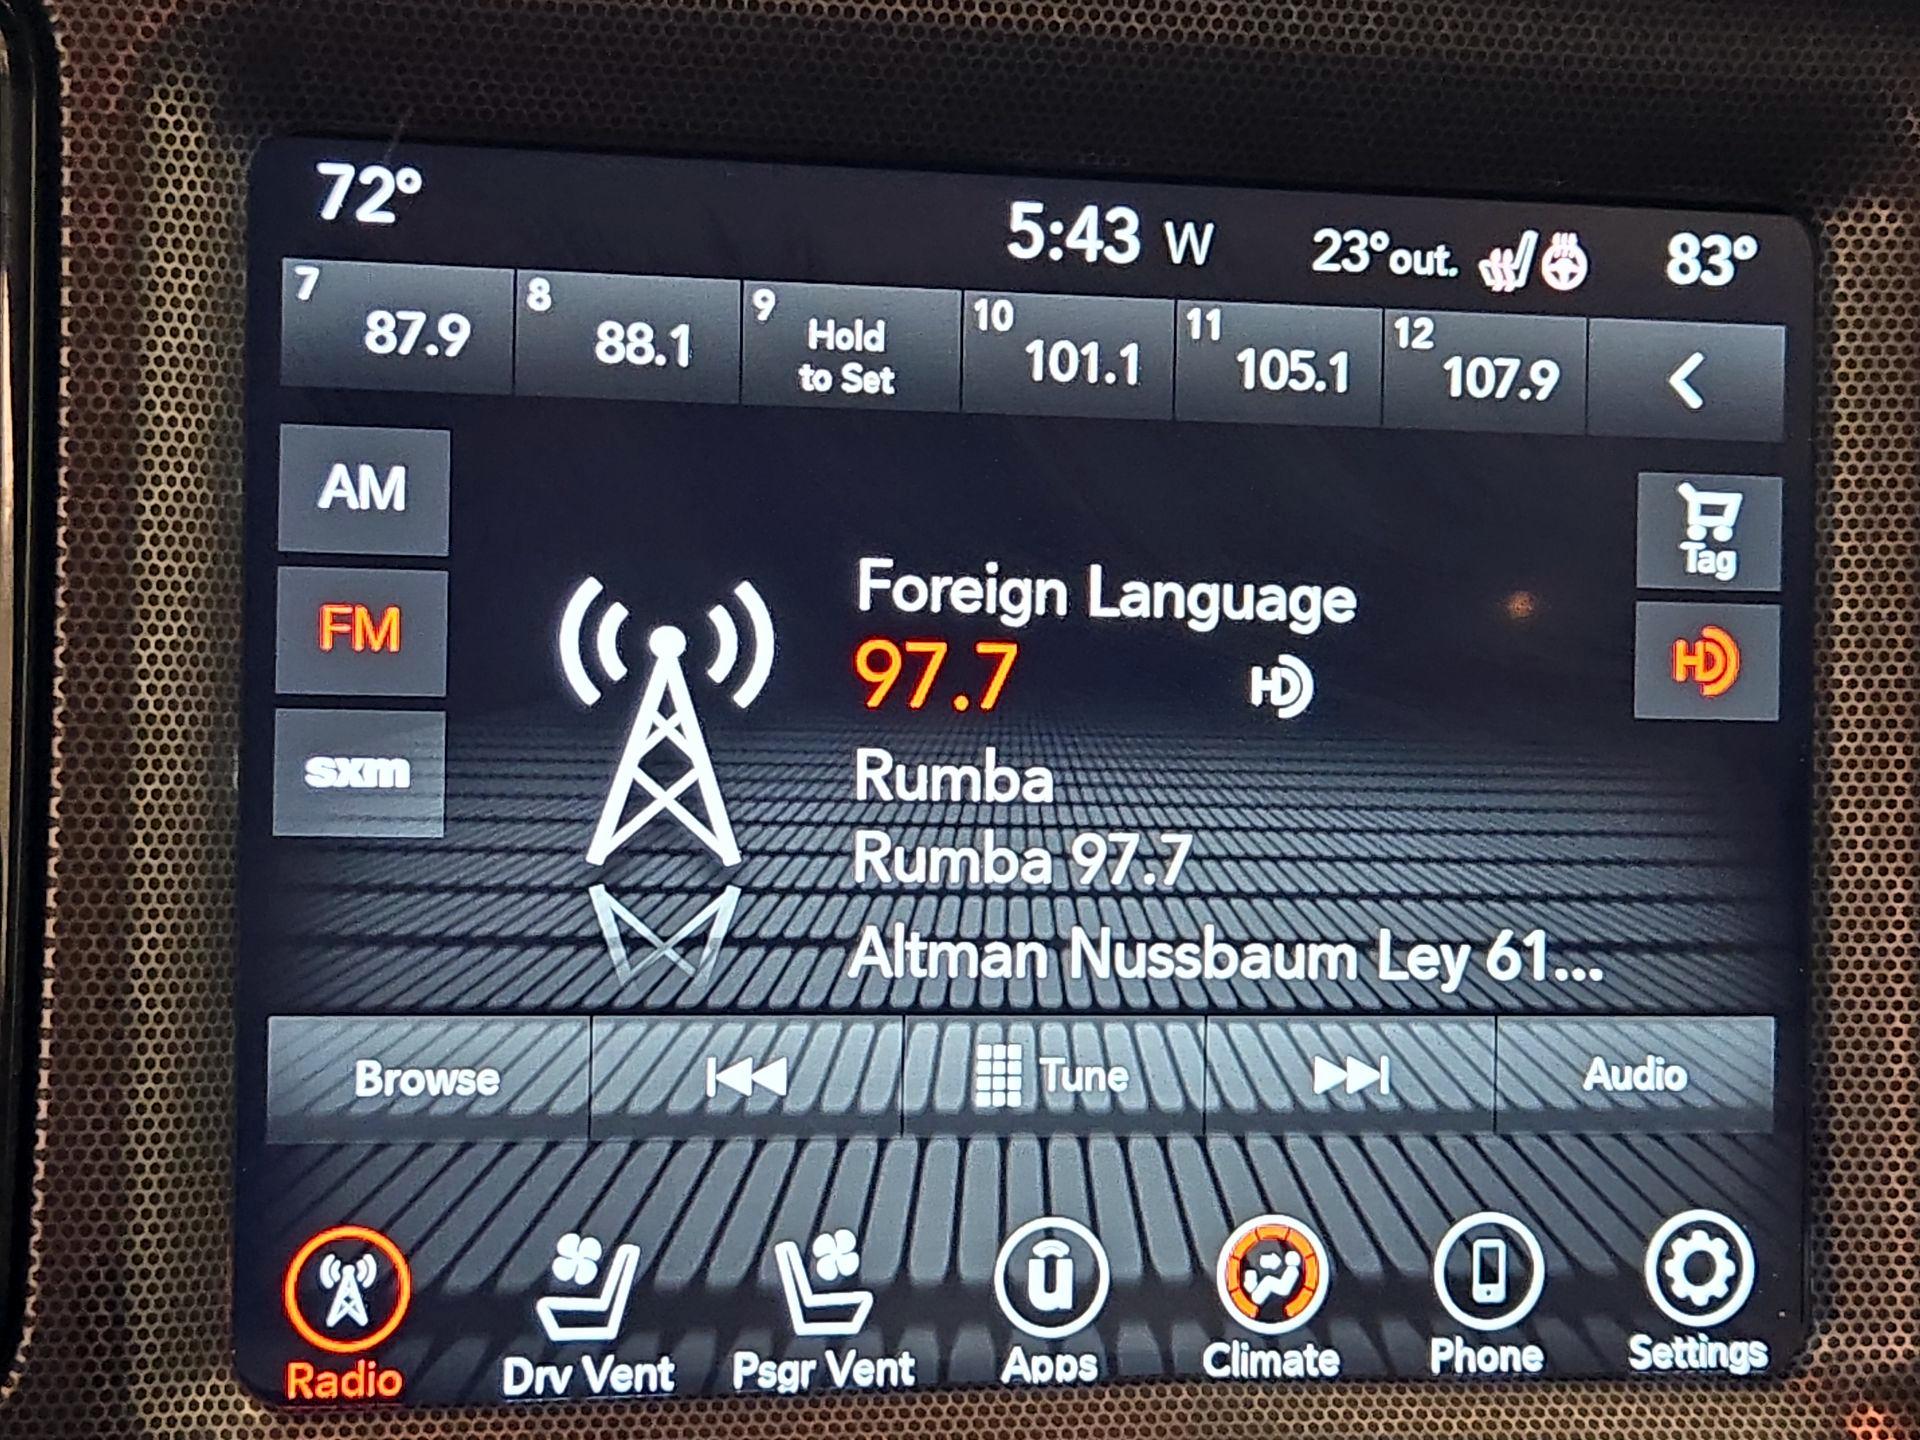 72° 5:43 W 23°out. 83°
7 87.9 8 88.1 9 Hold to Set 10 101.1 11 105.1 12 107.9
AM
FM
sxm
Tag
HD
Foreign Language
97.7 HD
Rumba
Rumba 97.7
Altman Nussbaum Ley 61...
Browse Tune Audio
Radio Drv Vent Psgr Vent Apps Climate Phone Settings